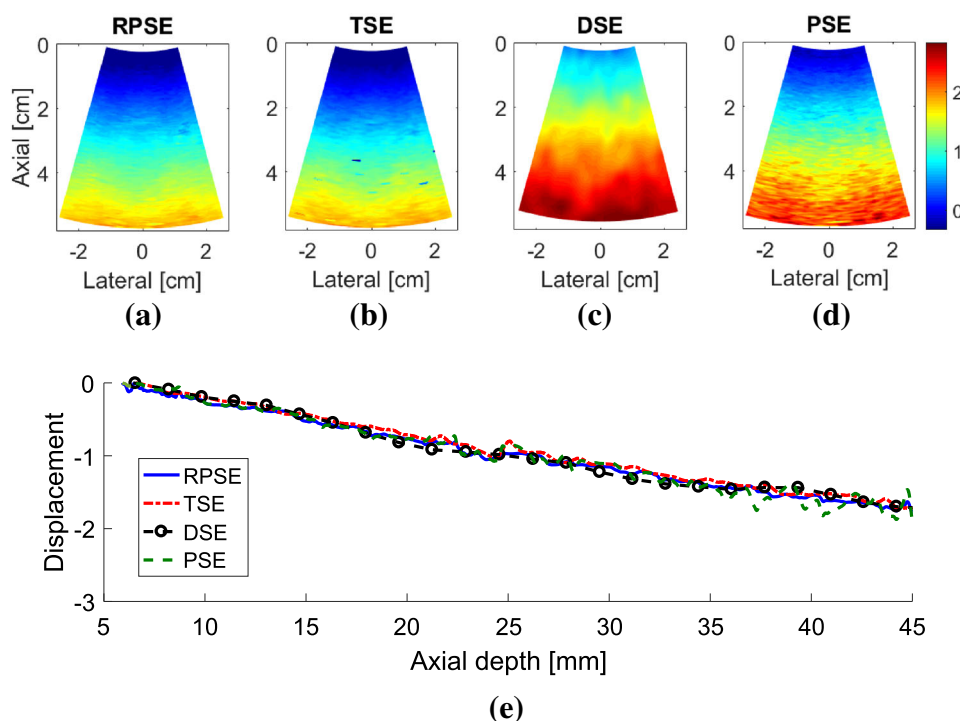 RPSE TSE DSE PSE
0 0 0 0
2 2 2 2
4 4 4 4
Axial [cm]
-2 0 2 -2 0 2 -2 0 2 -2 0 2
Lateral [cm] Lateral [cm] Lateral [cm] Lateral [cm]
2
1
0
(a) (b) (c) (d)
0
-1
-2
-3
Displacement
RPSE
TSE
DSE
PSE
5 10 15 20 25 30 35 40 45
Axial depth [mm]
(e)